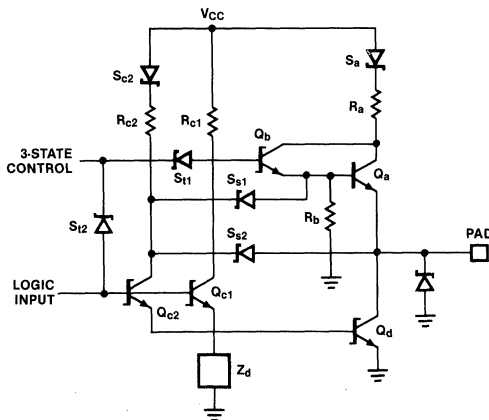 VCC
Sc2
Sa
Rc2
Rc1
Ra
Qb
3-STATE
CONTROL
St1
Qa
Ss1
St2
Rb
Ss2
PAD
LOGIC
INPUT
Qc2
Qc1
Qd
Zd